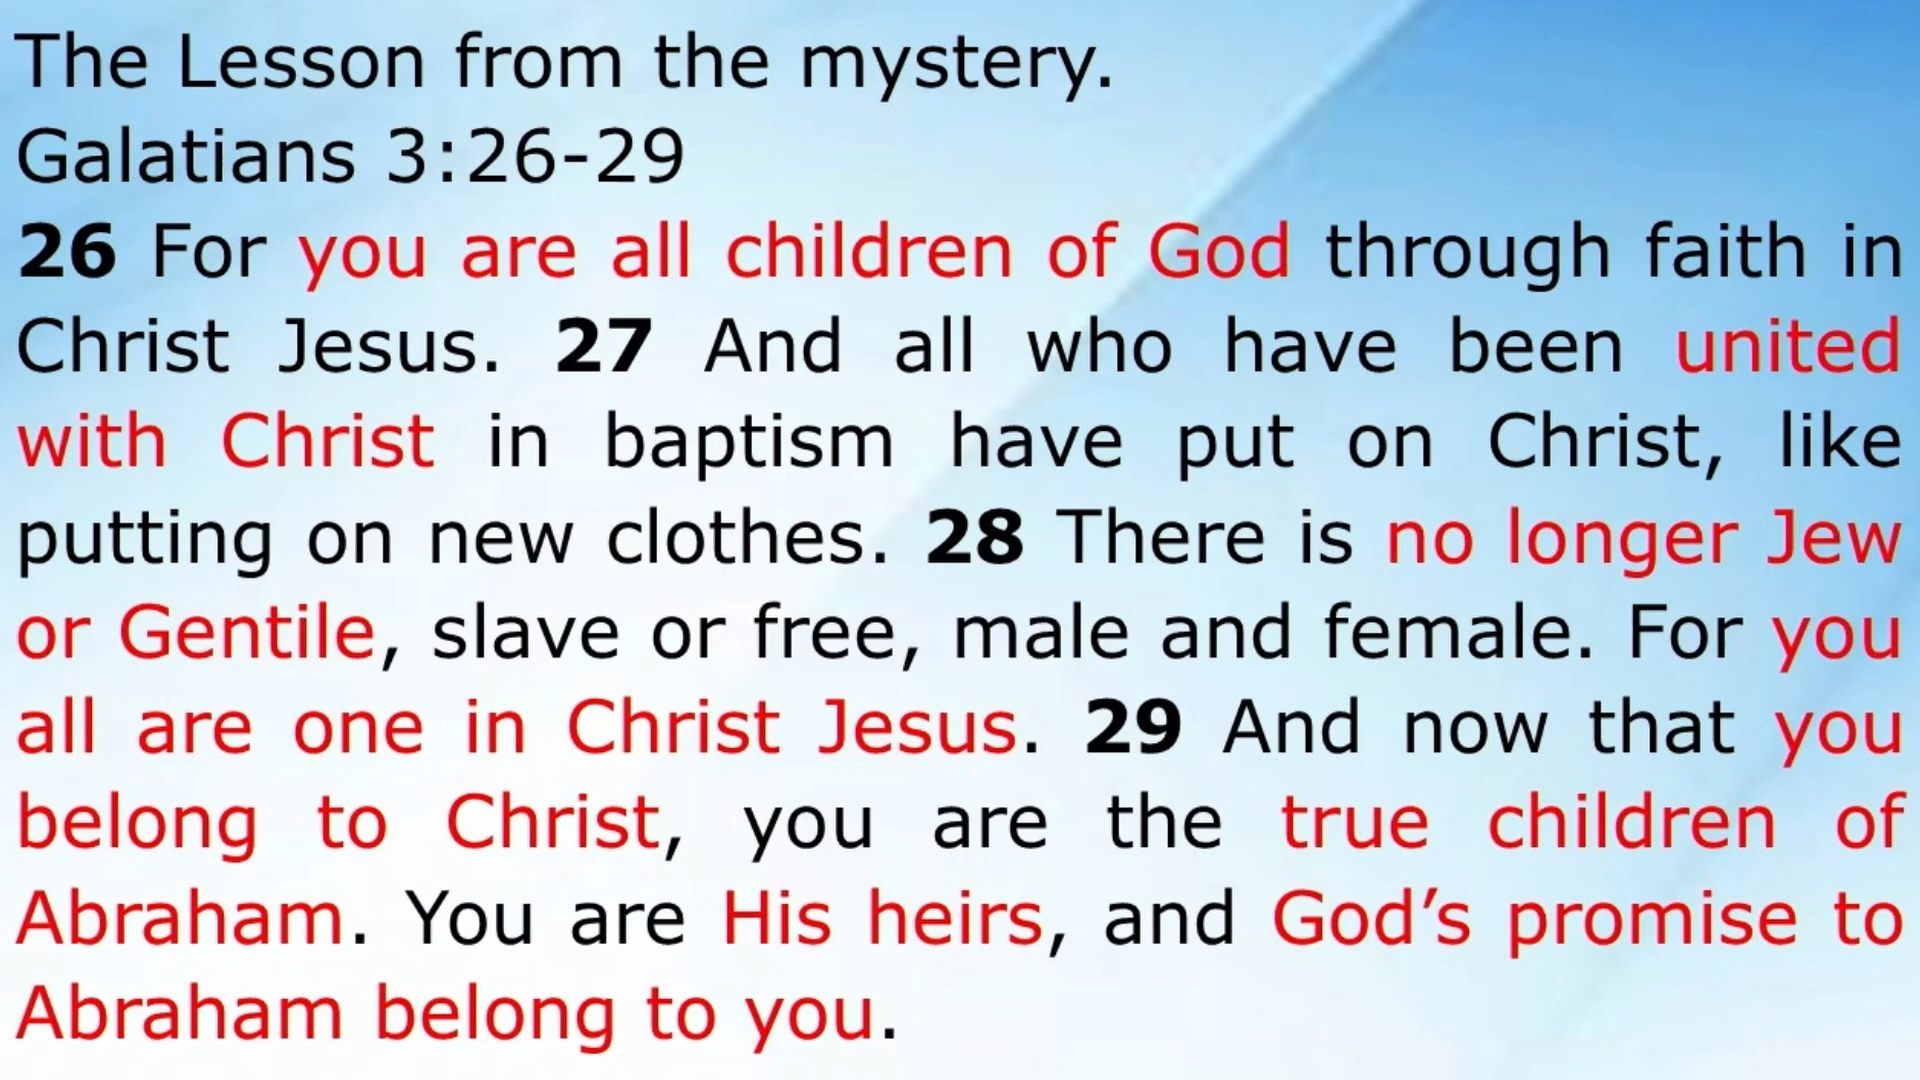 The Lesson from the mystery.
Galatians 3:26-29
26 For you are all children of God through faith in
Christ Jesus. 27 And all who have been united
with Christ in baptism have put on Christ, like
putting on new clothes. 28 There is no longer Jew
or Gentile, slave or free, male and female. For you
all are one in Christ Jesus. 29 And now that you
belong to Christ, you are the true children of
Abraham. You are His heirs, and God’s promise to
Abraham belong to you.